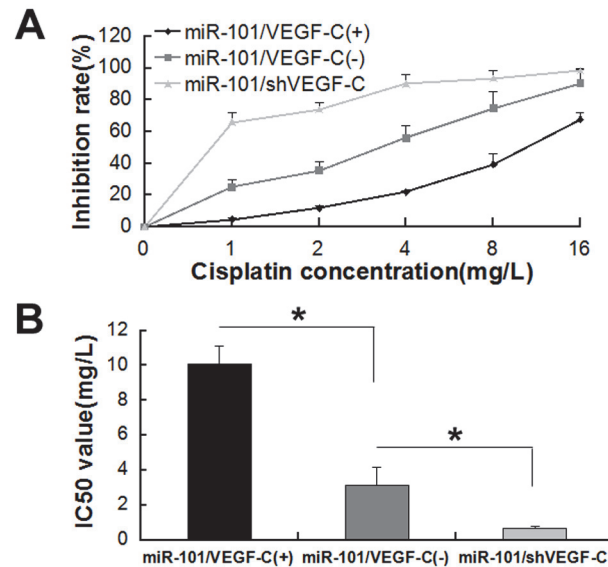 A
miR-101/VEGF-C(+)
miR-101/VEGF-C(-)
miR-101/shVEGF-C
Inhibition rate(%)
120
100
80
60
40
20
0
0 1 2 4 8 16
Cisplatin concentration(mg/L)
B
IC50 value(mg/L)
12
10
8
6
4
2
0
*
*
miR-101/VEGF-C(+) miR-101/VEGF-C(-) miR-101/shVEGF-C